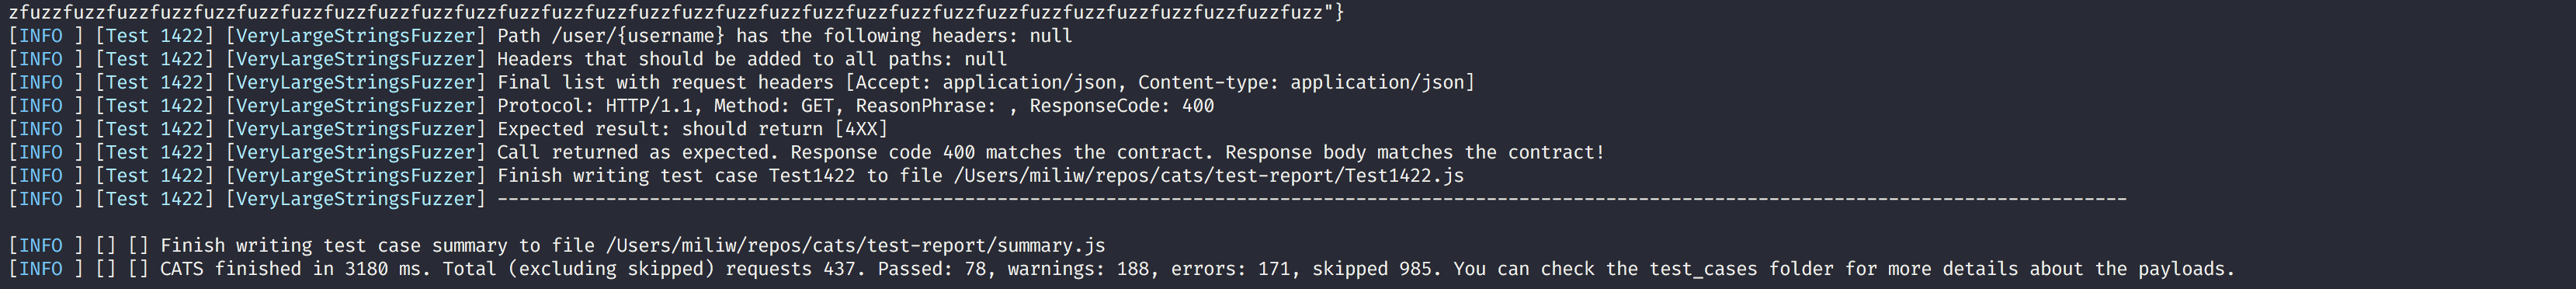 zfuzzfuzzfuzzfuzzfuzzfuzzfuzzfuzzfuzzfuzzfuzzfuzzfuzzfuzzfuzzfuzzfuzzfuzzfuzzfuzzfuzzfuzzfuzzfuzzfuzzfuzzfuzzfuzzfuzzfuzz"}
[INFO ] [Test 1422] [VeryLargeStringsFuzzer] Path /user/{username} has the following headers: null
[INFO ] [Test 1422] [VeryLargeStringsFuzzer] Headers that should be added to all paths: null
[INFO ] [Test 1422] [VeryLargeStringsFuzzer] Final list with request headers [Accept: application/json, Content-type: application/json]
[INFO ] [Test 1422] [VeryLargeStringsFuzzer] Protocol: HTTP/1.1, Method: GET, ReasonPhrase: , ResponseCode: 400
[INFO ] [Test 1422] [VeryLargeStringsFuzzer] Expected result: should return [4XX]
[INFO ] [Test 1422] [VeryLargeStringsFuzzer] Call returned as expected. Response code 400 matches the contract. Response body matches the contract!
[INFO ] [Test 1422] [VeryLargeStringsFuzzer] Finish writing test case Test1422 to file /Users/miliw/repos/cats/test-report/Test1422.js
[INFO ] [Test 1422] [VeryLargeStringsFuzzer] ------------------------------------------------------------------------------------------------------------------------------------------------------
[INFO ] [] [] Finish writing test case summary to file /Users/miliw/repos/cats/test-report/summary.js
[INFO ] [] [] CATS finished in 3180 ms. Total (excluding skipped) requests 437. Passed: 78, warnings: 188, errors: 171, skipped 985. You can check the test_cases folder for more details about the payloads.